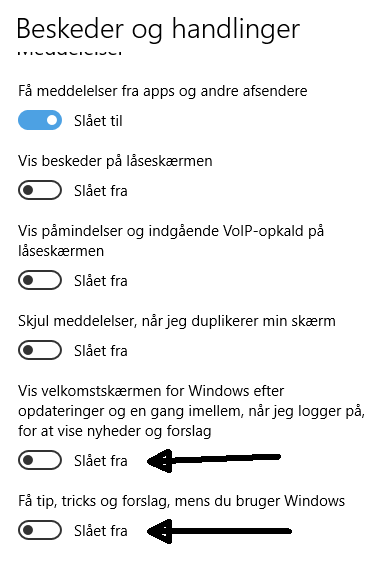 Beskeder og handlinger
Meddelelser
Få meddelelser fra apps og andre afsendere
Slået til
Vis beskeder på låseskærmen
Slået fra
Vis påmindelser og indgående VoIP-opkald på
låseskærmen
Slået fra
Skjul meddelelser, når jeg duplikerer min skærm
Slået fra
Vis velkomstskærmen for Windows efter
opdateringer og en gang imellem, når jeg logger på,
for at vise nyheder og forslag
Slået fra
Få tip, tricks og forslag, mens du bruger Windows
Slået fra